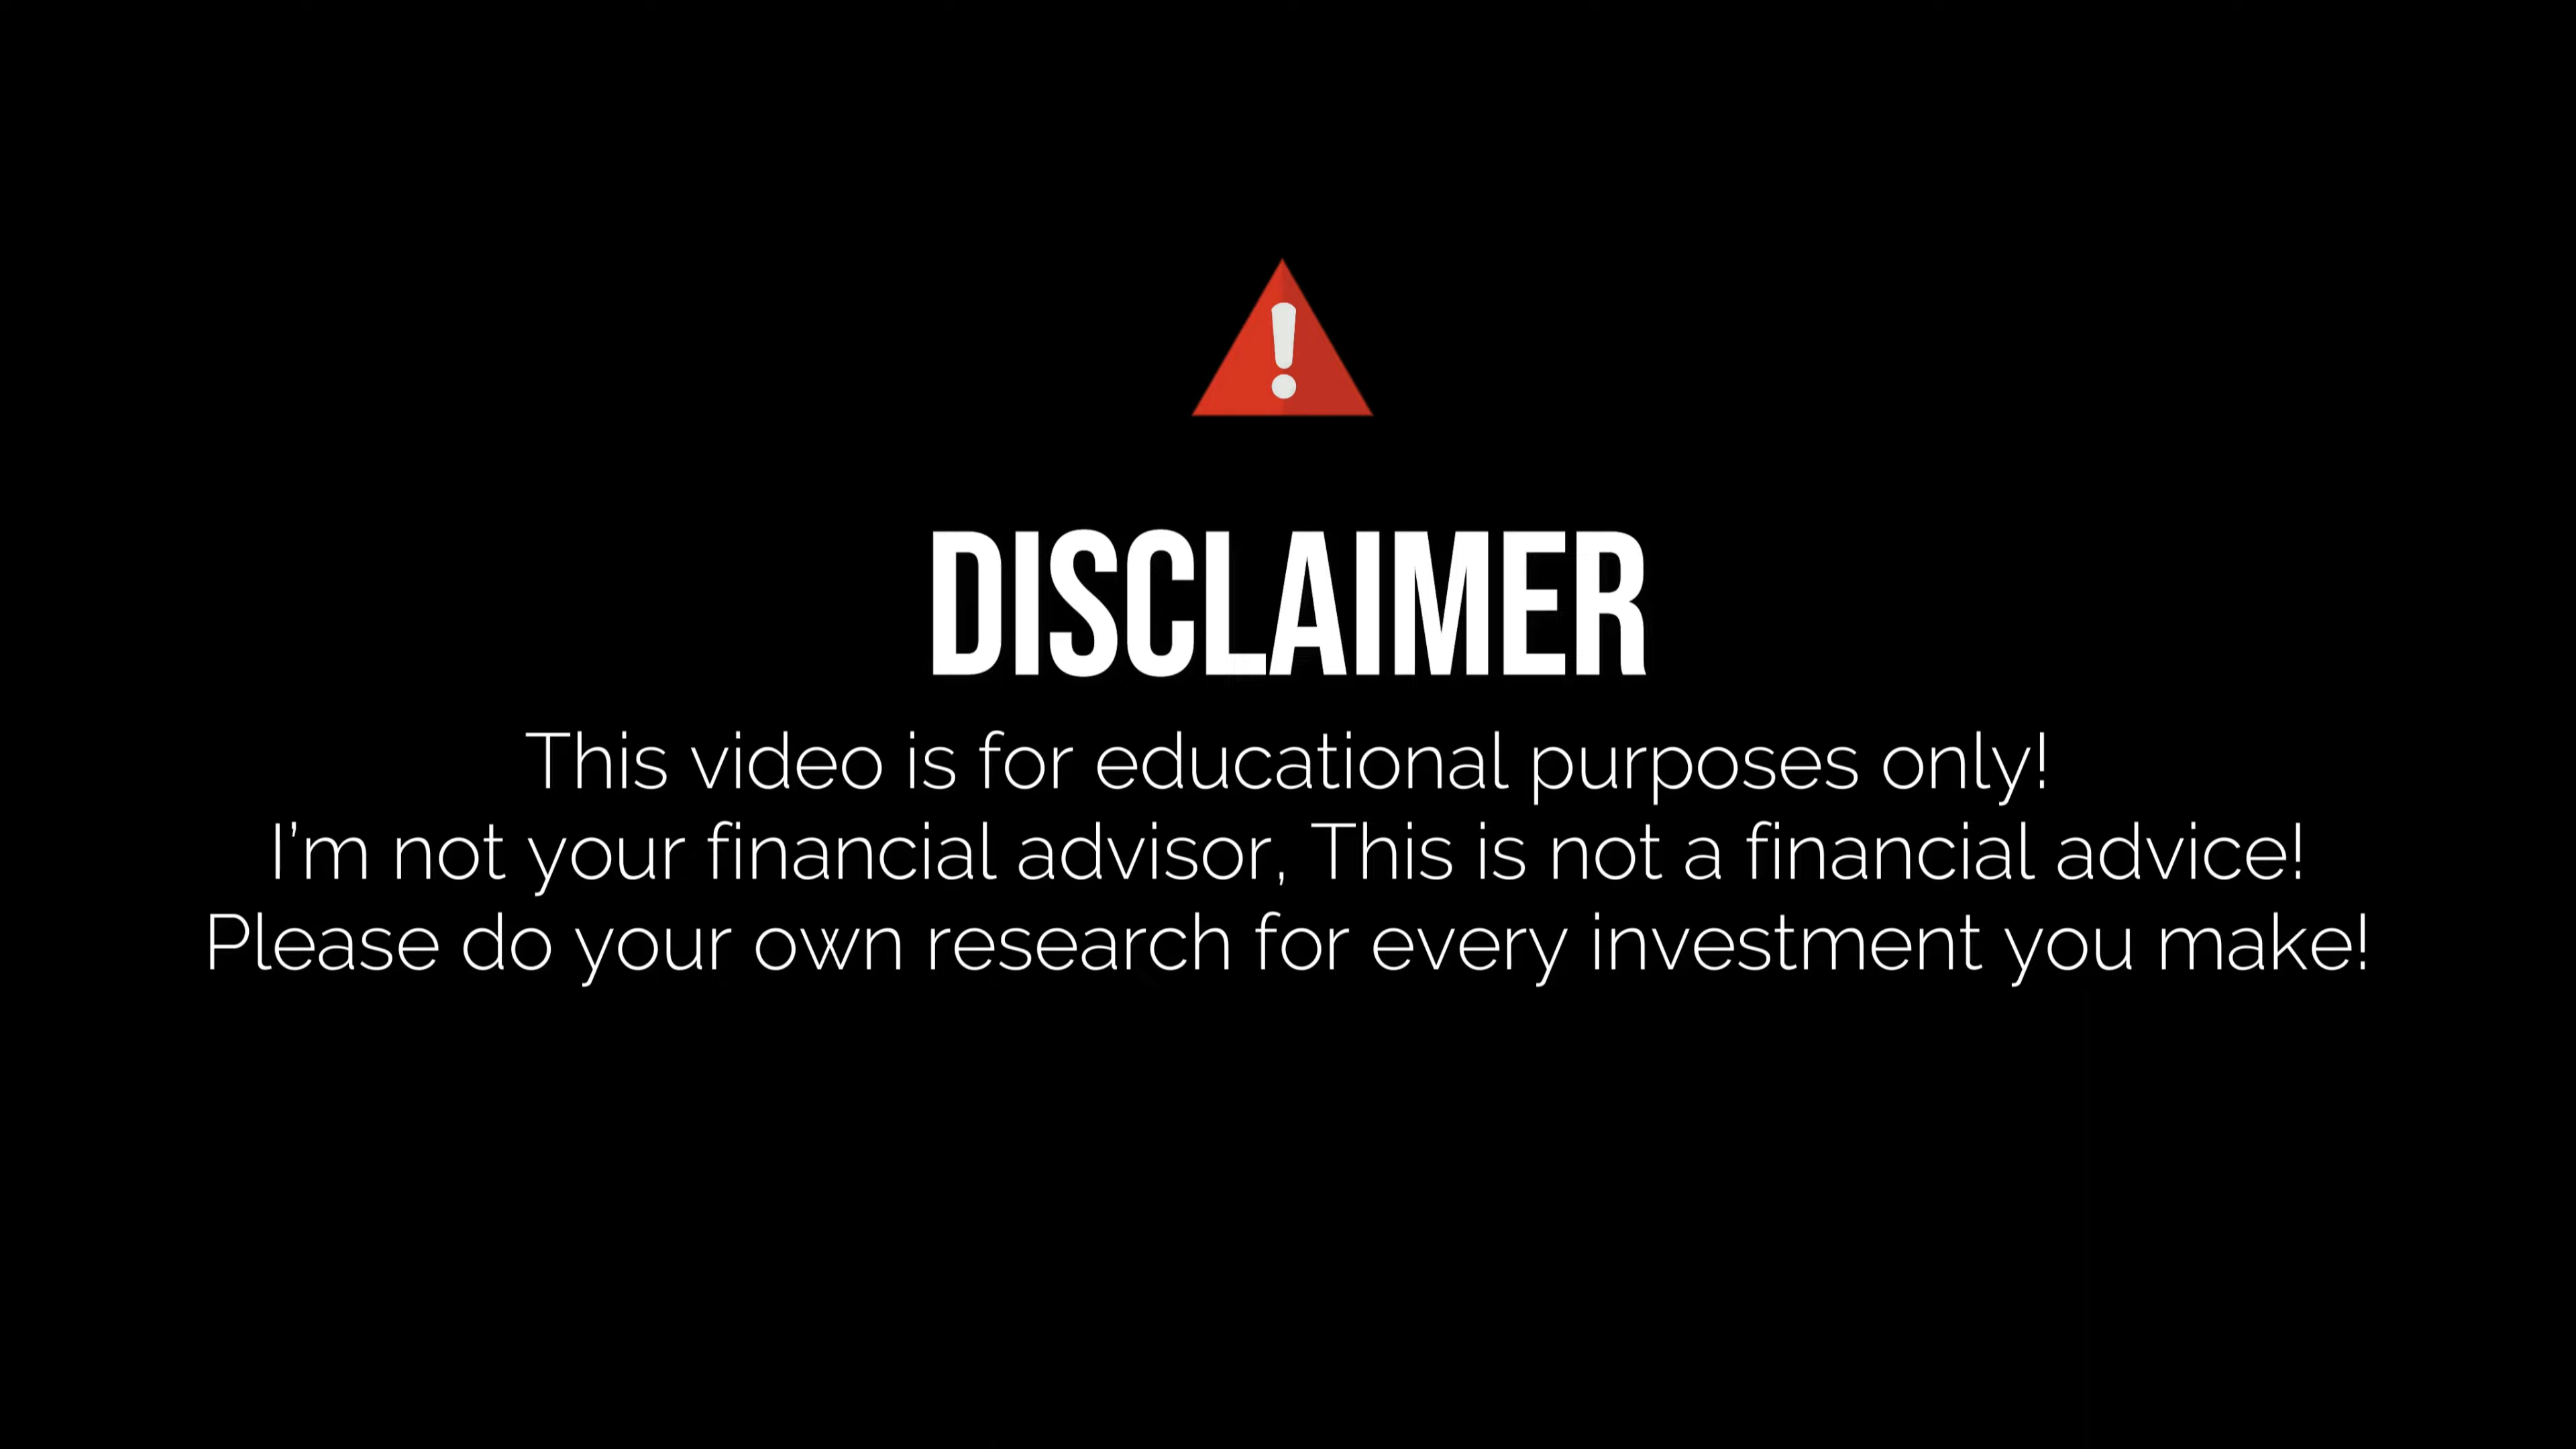 DISCLAIMER
This video is for educational purposes only!
I’m not your financial advisor, This is not a financial advice!
Please do your own research for every investment you make!